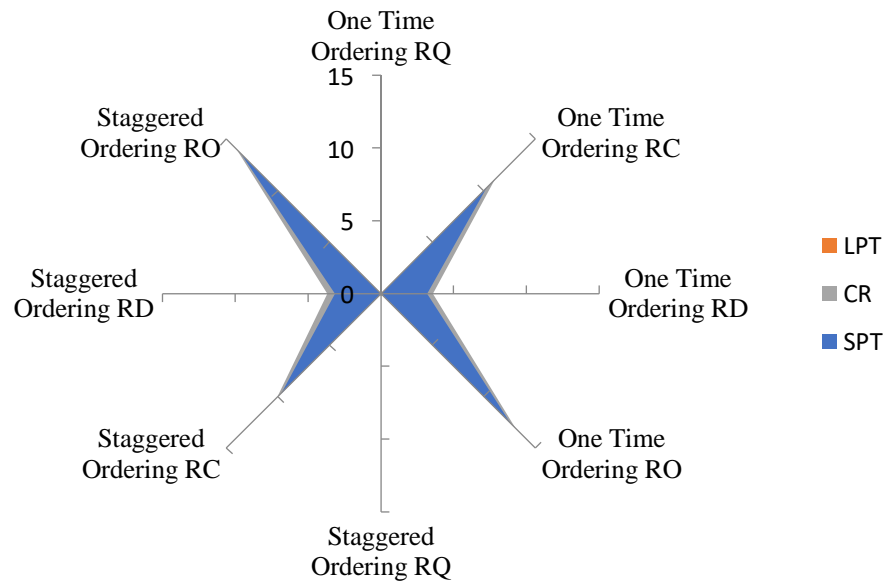 One Time
Ordering RQ
15
10
5
0
One Time
Ordering RC
One Time
Ordering RD
One Time
Ordering RO
Staggered
Ordering RQ
Staggered
Ordering RC
Staggered
Ordering RD
Staggered
Ordering RO
LPT
CR
SPT